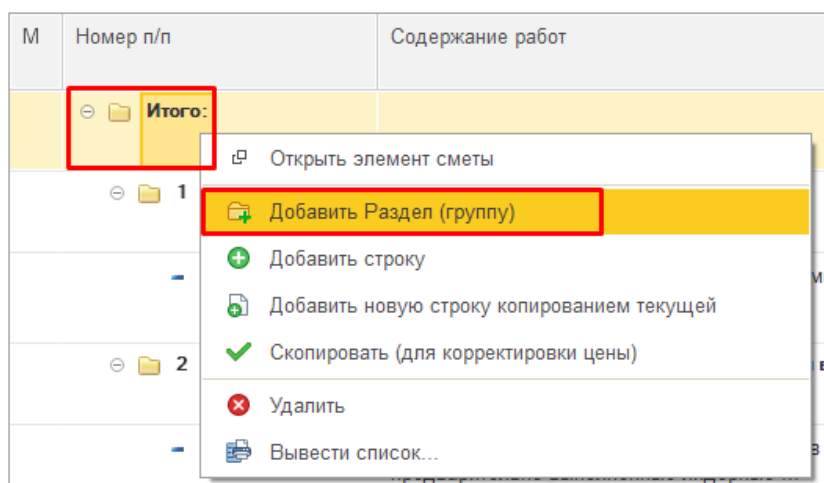 М Номер п/п Содержание работ
Итого:
Открыть элемент сметы
1
Добавить Раздел (группу)
Добавить строку
Добавить новую строку копированием текущей
2
Скопировать (для корректировки цены)
Удалить
Вывести список...